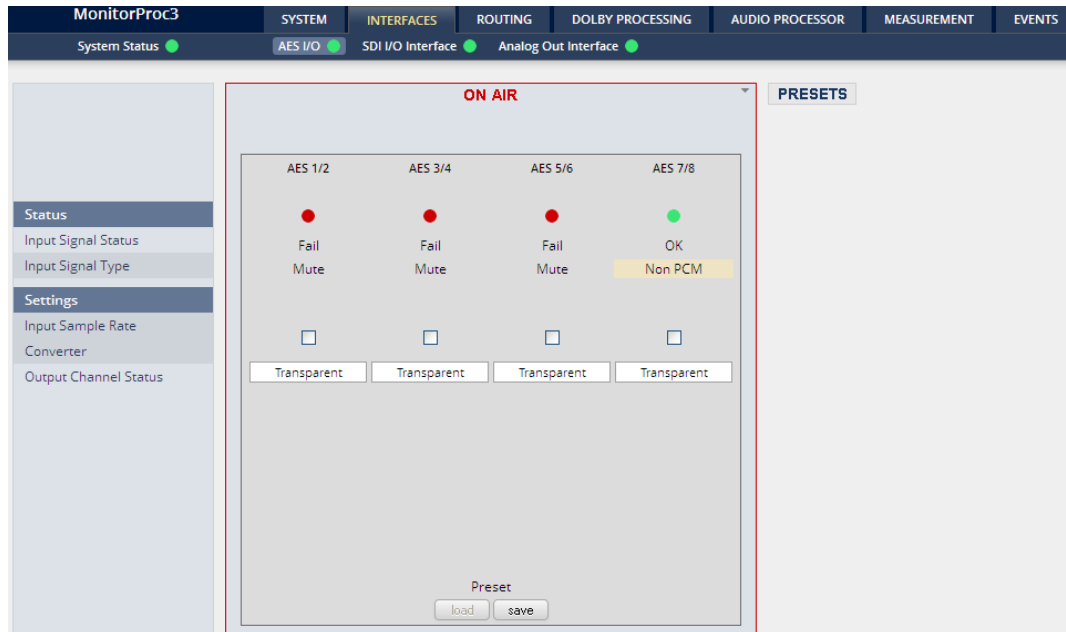 MonitorProc3
SYSTEM INTERFACES ROUTING DOLBY PROCESSING AUDIO PROCESSOR MEASUREMENT EVENTS
System Status AES I/O SDI I/O Interface Analog Out Interface
ON AIR
PRESETS
AES 1/2 AES 3/4 AES 5/6 AES 7/8
Status
Input Signal Status Fail Fail Fail OK
Input Signal Type Mute Mute Mute Non PCM
Settings
Input Sample Rate
Converter
Output Channel Status Transparent Transparent Transparent Transparent
Preset
load save